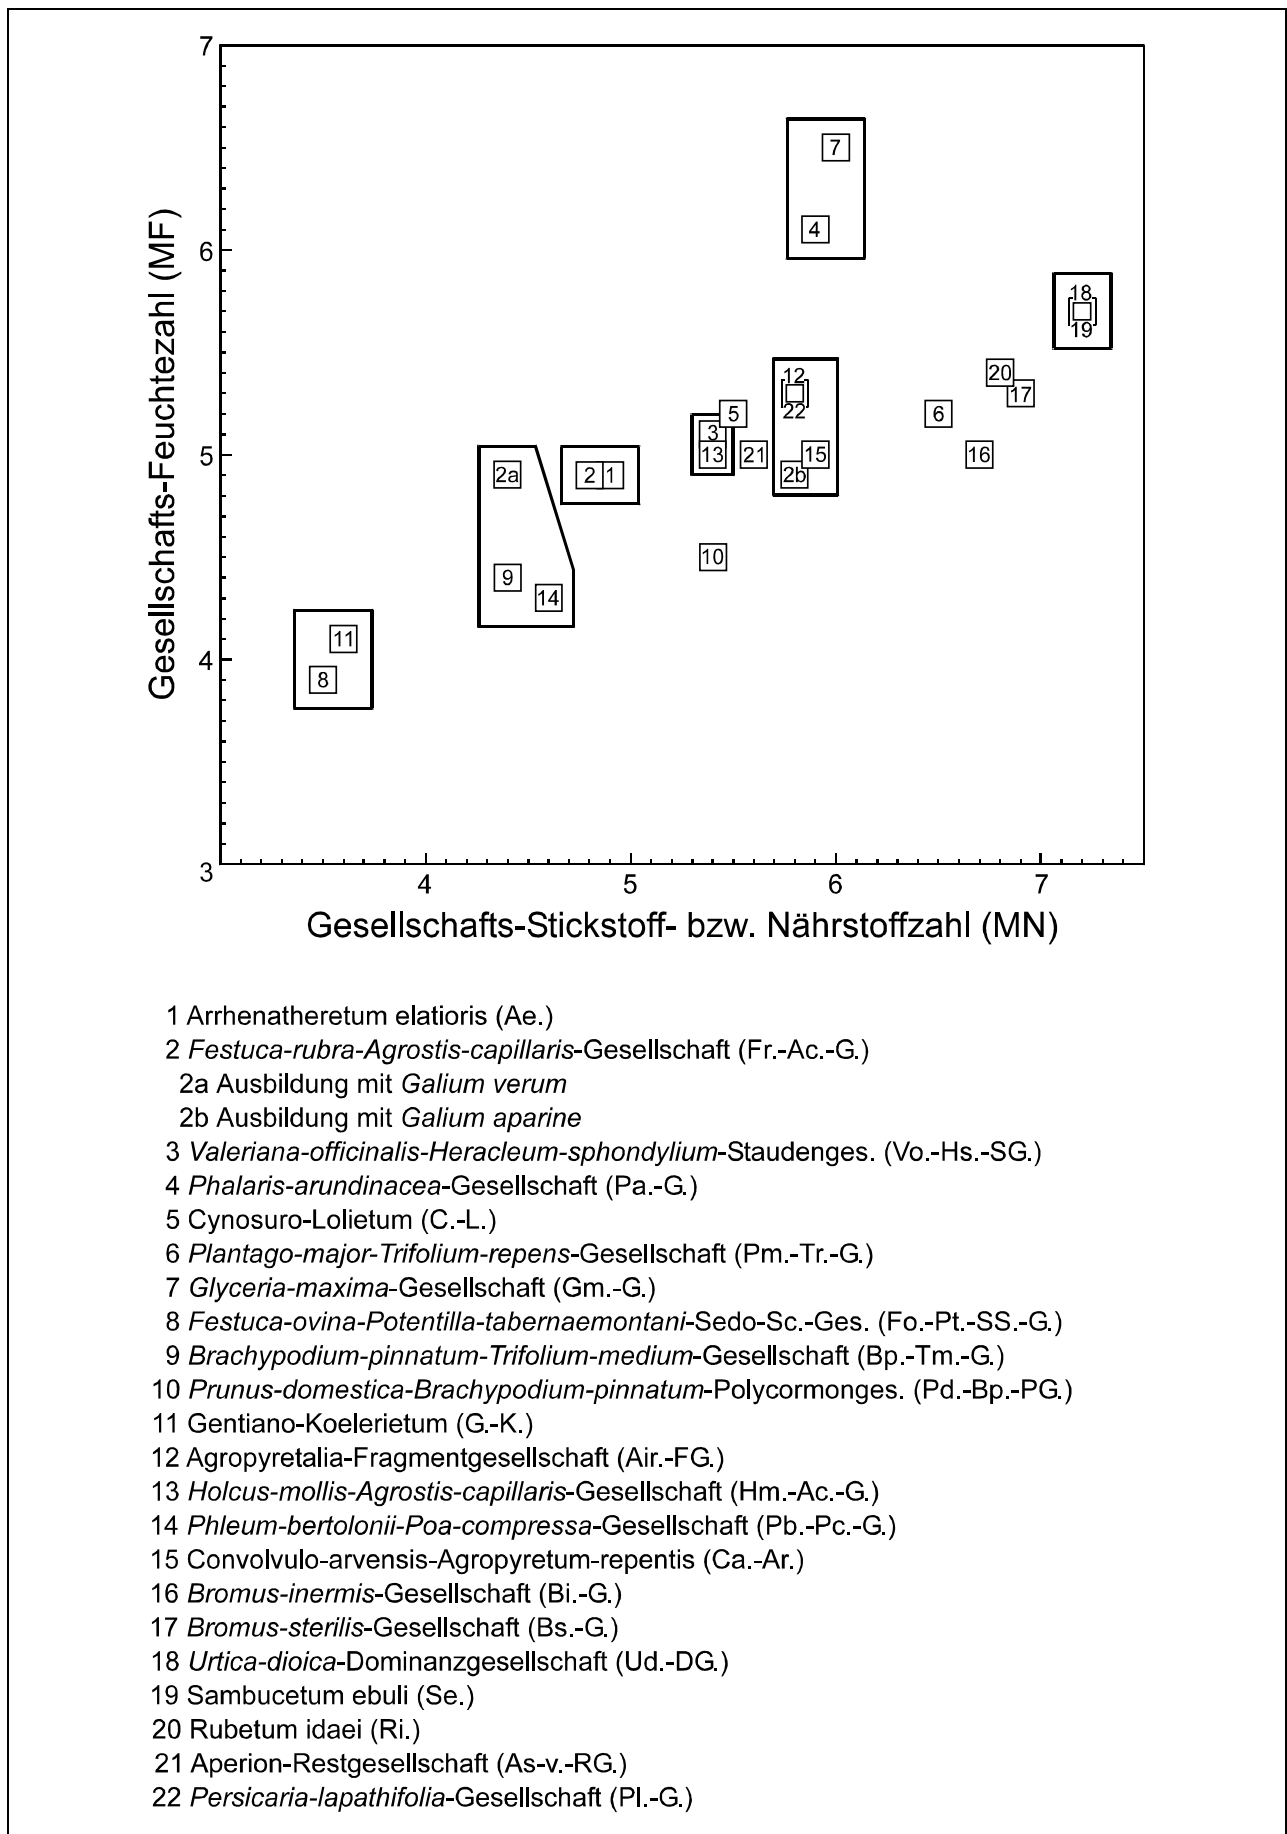 7
7
6
4
18
19
20
17
12
22
5
6
3
13
21
15
16
5
2a
2
1
2b
10
9
14
11
8
4
3
4
5
6
7
Gesellschafts-Feuchtezahl (MF)
Gesellschafts-Stickstoff- bzw. Nährstoffzahl (MN)
1 Arrhenatheretum elatioris (Ae.)
2 Festuca-rubra-Agrostis-capillaris-Gesellschaft (Fr.-Ac.-G.)
2a Ausbildung mit Galium verum
2b Ausbildung mit Galium aparine
3 Valeriana-officinalis-Heracleum-sphondylium-Staudenges. (Vo.-Hs.-SG.)
4 Phalaris-arundinacea-Gesellschaft (Pa.-G.)
5 Cynosuro-Lolietum (C.-L.)
6 Plantago-major-Trifolium-repens-Gesellschaft (Pm.-Tr.-G.)
7 Glyceria-maxima-Gesellschaft (Gm.-G.)
8 Festuca-ovina-Potentilla-tabernaemontani-Sedo-Sc.-Ges. (Fo.-Pt.-SS.-G.)
9 Brachypodium-pinnatum-Trifolium-medium-Gesellschaft (Bp.-Tm.-G.)
10 Prunus-domestica-Brachypodium-pinnatum-Polycormonges. (Pd.-Bp.-PG.)
11 Gentiano-Koelerietum (G.-K.)
12 Agropyretalia-Fragmentgesellschaft (Air.-FG.)
13 Holcus-mollis-Agrostis-capillaris-Gesellschaft (Hm.-Ac.-G.)
14 Phleum-bertolonii-Poa-compressa-Gesellschaft (Pb.-Pc.-G.)
15 Convolvulo-arvensis-Agropyretum-repentis (Ca.-Ar.)
16 Bromus-inermis-Gesellschaft (Bi.-G.)
17 Bromus-sterilis-Gesellschaft (Bs.-G.)
18 Urtica-dioica-Dominanzgesellschaft (Ud.-DG.)
19 Sambucetum ebuli (Se.)
20 Rubetum idaei (Ri.)
21 Aperion-Restgesellschaft (As-v.-RG.)
22 Persicaria-lapathifolia-Gesellschaft (Pl.-G.)